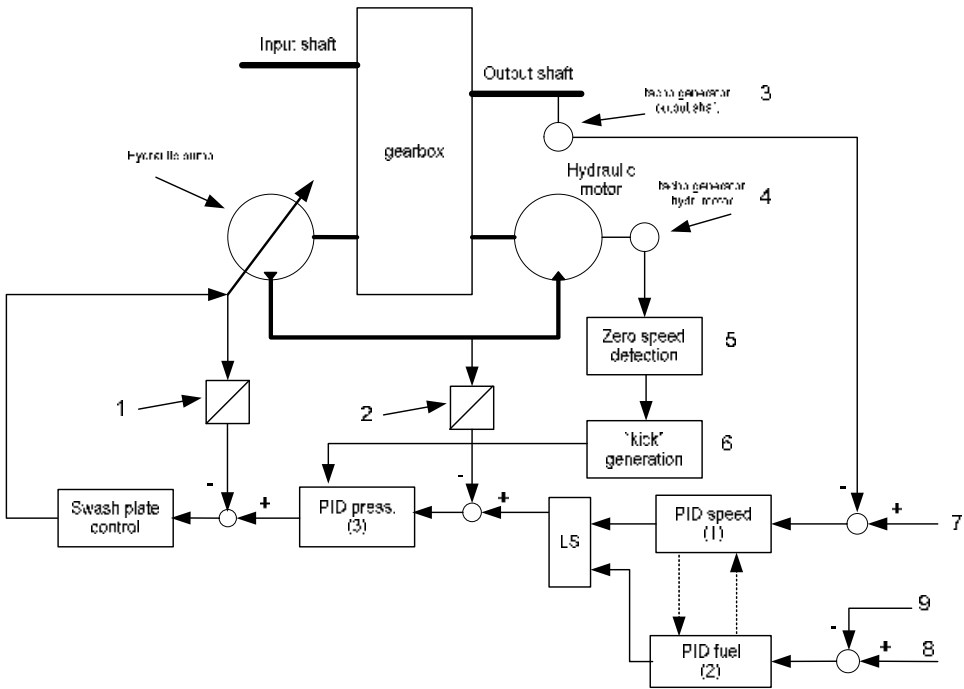 Input shaft
Output shaft
3
gearbox
Hydraulic
motor
4
Zero speed
detection
5
1
2
"kick"
generation
6
-
-
-
Swash plate
control
+
PID press.
(3)
+
LS
PID speed
(1)
+
7
9
-
+
8
PID fuel
(2)